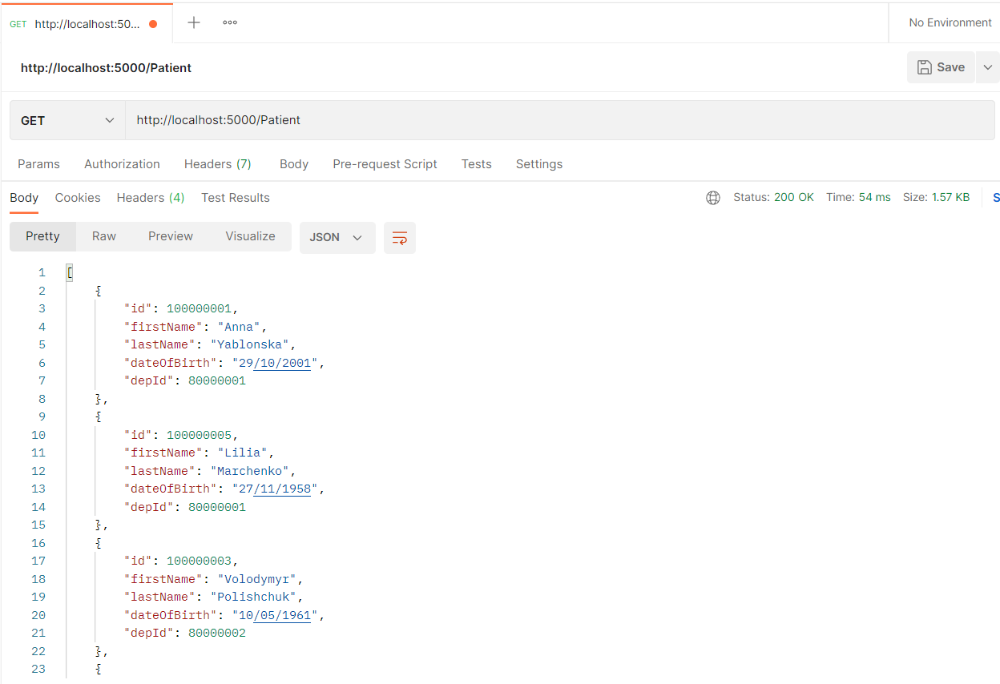 GET http://localhost:50... No Environment
http://localhost:5000/Patient Save
GET http://localhost:5000/Patient
Params Authorization Headers (7) Body Pre-request Script Tests Settings
Body Cookies Headers (4) Test Results Status: 200 OK Time: 54 ms Size: 1.57 KB S
Pretty Raw Preview Visualize JSON
1 [
2 {
3 "id": 100000001,
4 "firstName": "Anna",
5 "lastName": "Yablonska",
6 "dateOfBirth": "29/10/2001",
7 "depId": 80000001
8 },
9 {
10 "id": 100000005,
11 "firstName": "Lilia",
12 "lastName": "Marchenko",
13 "dateOfBirth": "27/11/1958",
14 "depId": 80000001
15 },
16 {
17 "id": 100000003,
18 "firstName": "Volodymyr",
19 "lastName": "Polishchuk",
20 "dateOfBirth": "10/05/1961",
21 "depId": 80000002
22 },
23 {